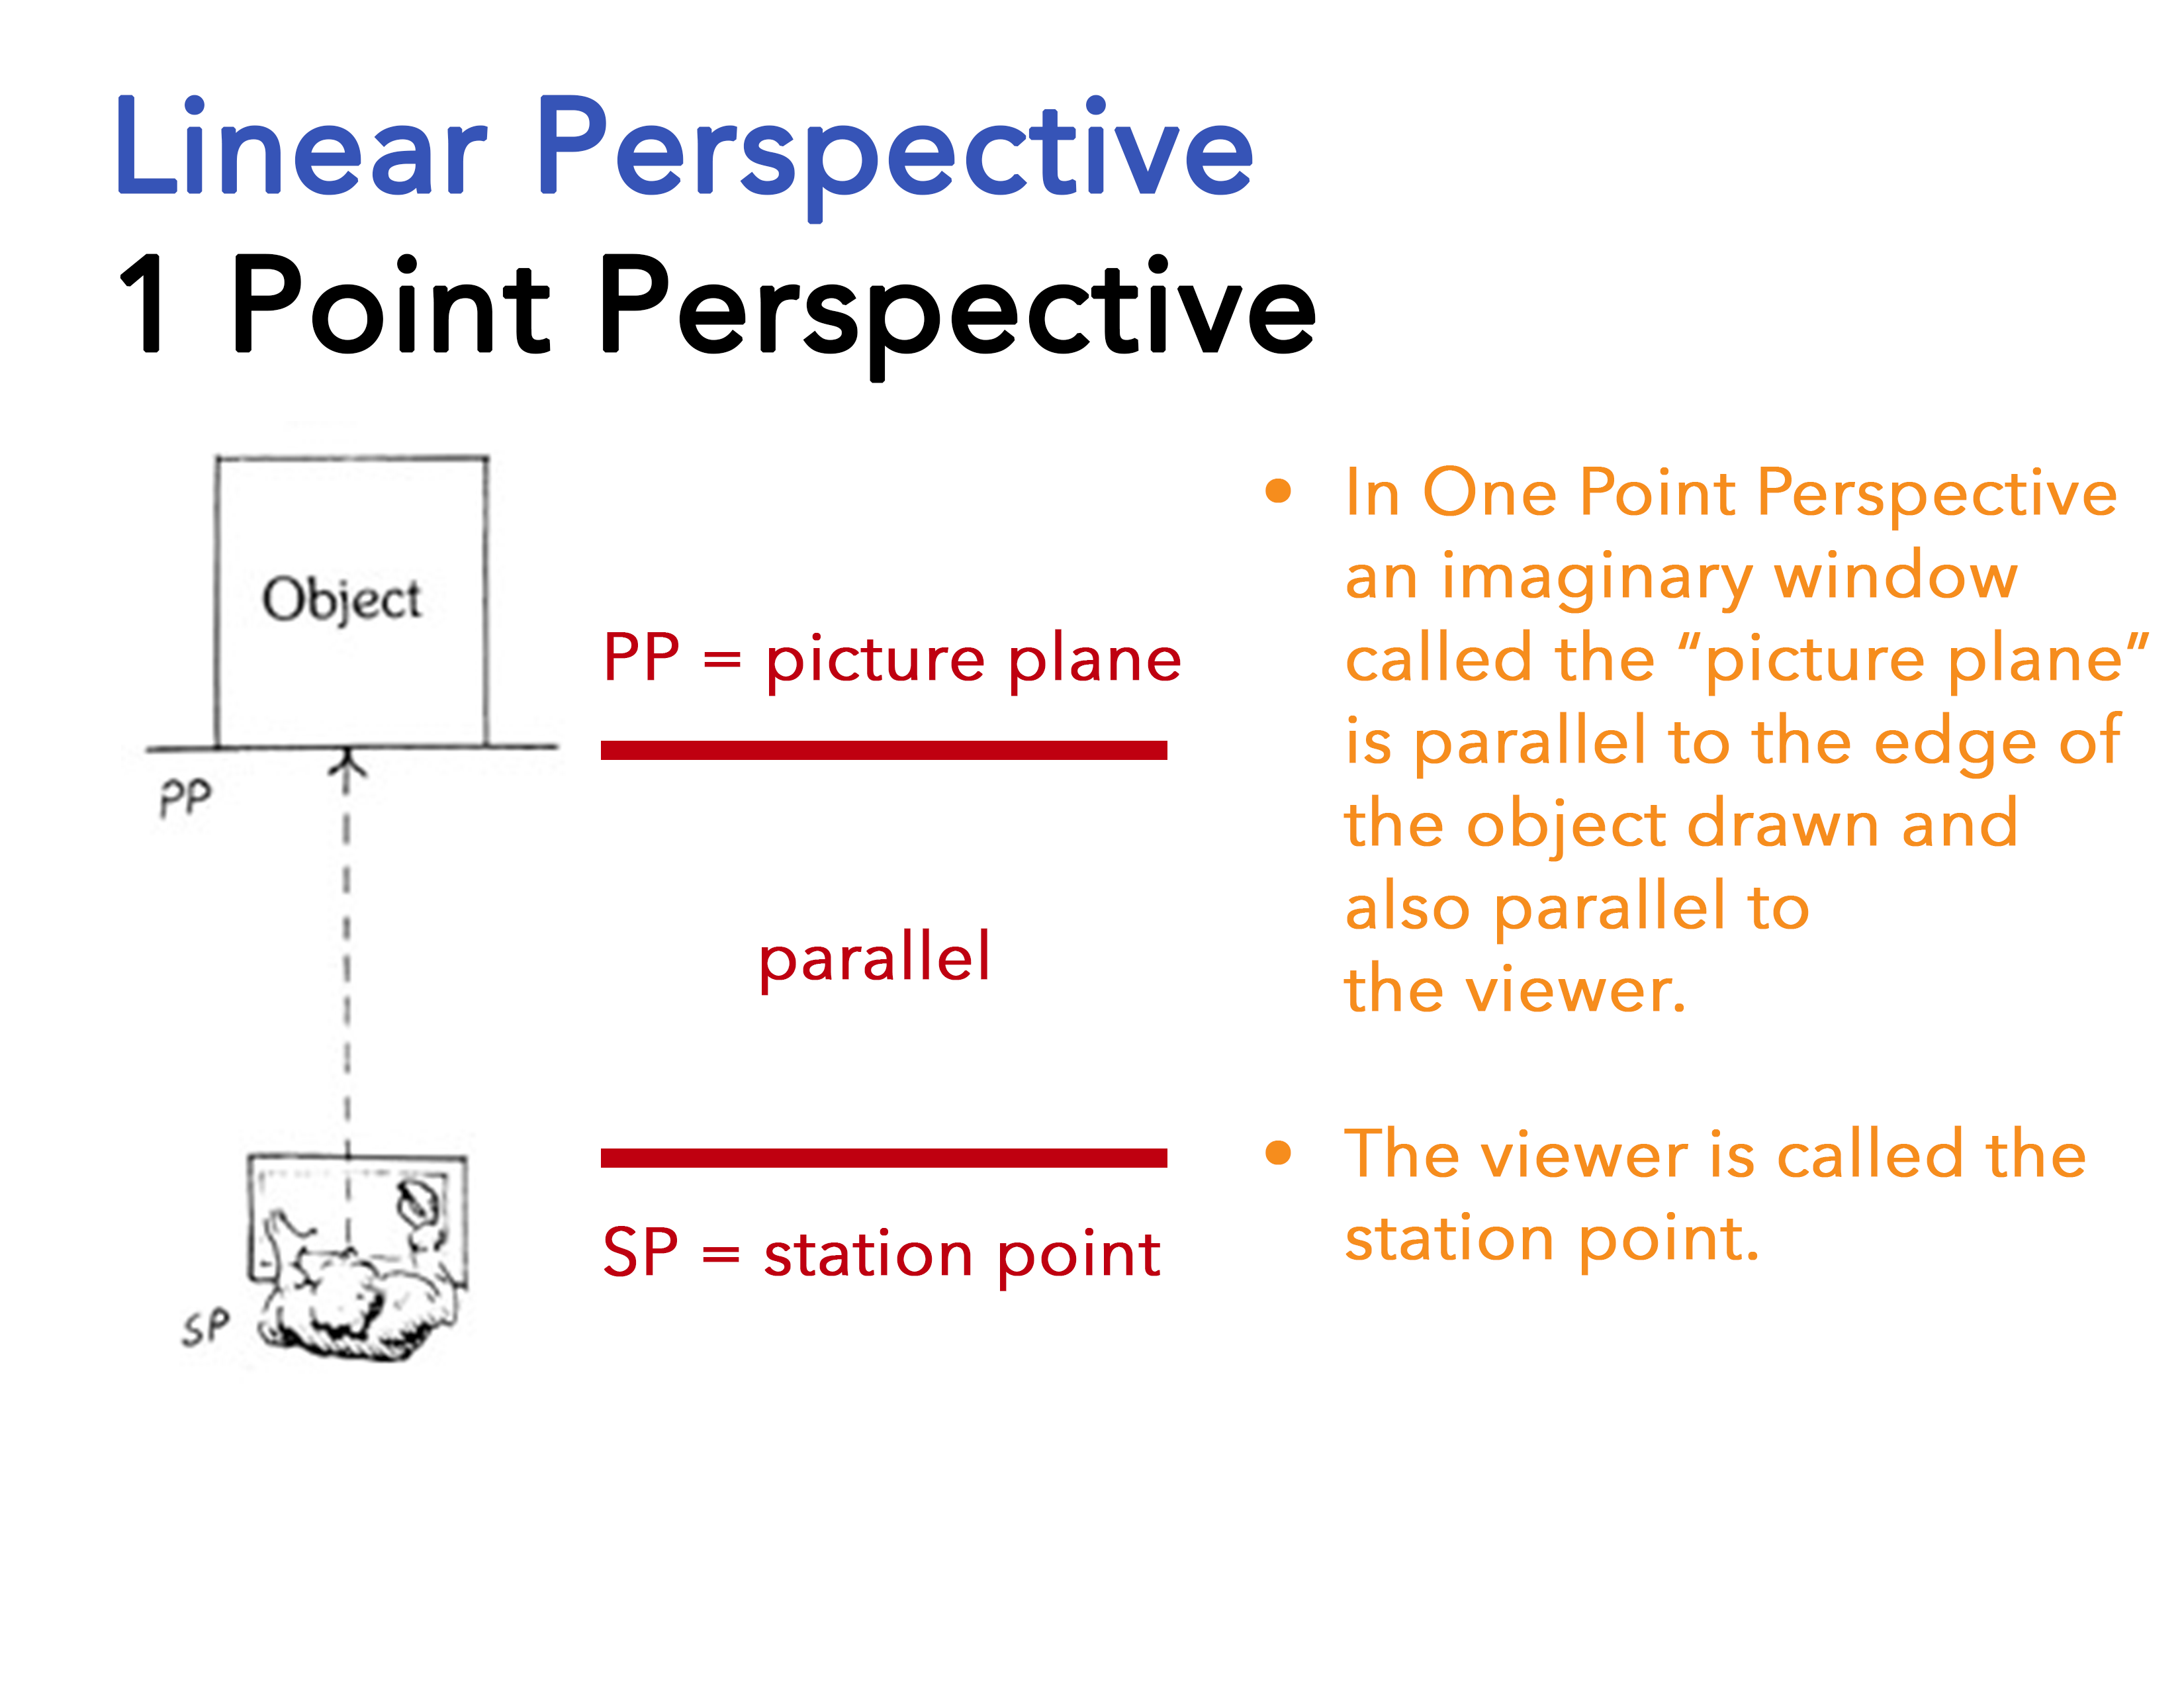 Linear Perspective
1 Point Perspective
Object
PP
SP
PP = picture plane
parallel
SP = station point
• In One Point Perspective
an imaginary window
called the “picture plane”
is parallel to the edge of
the object drawn and
also parallel to
the viewer.
• The viewer is called the
station point.